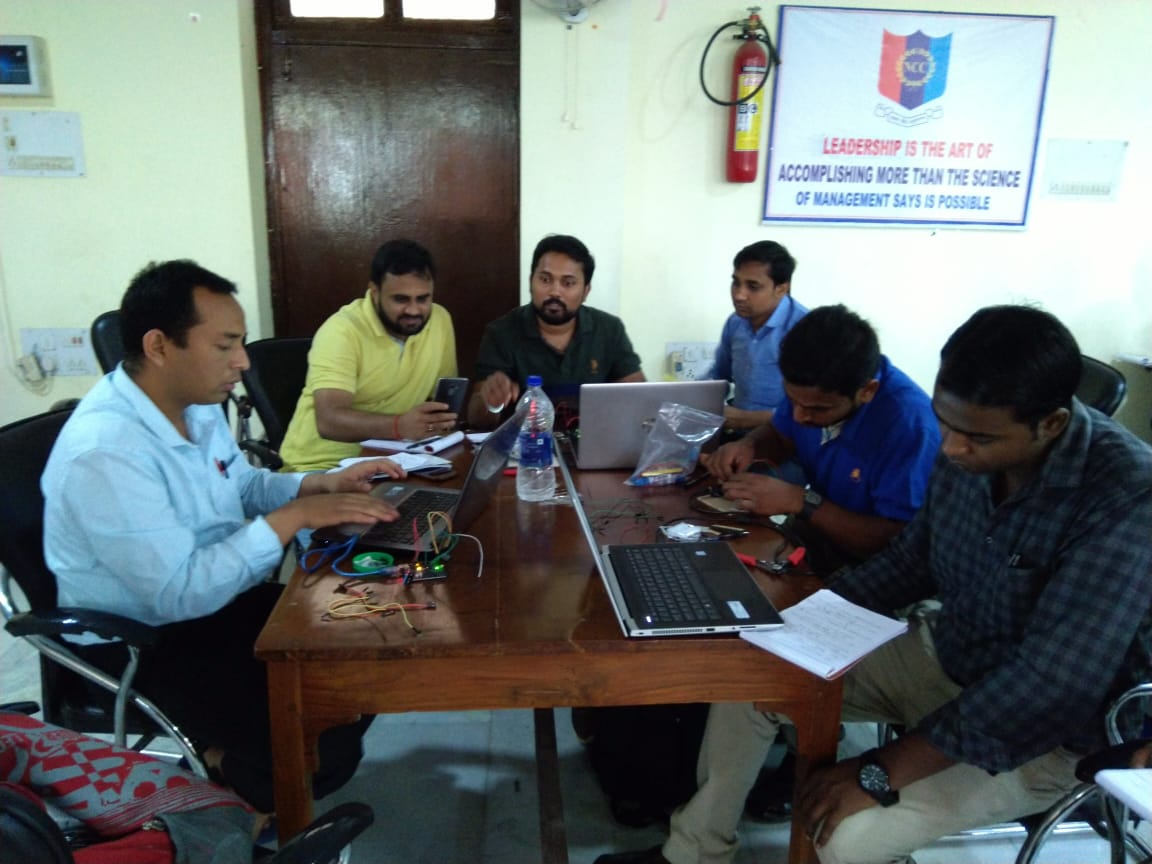 NCC
LEADERSHIP IS THE ART OF
ACCOMPLISHING MORE THAN THE SCIENCE
OF MANAGEMENT SAYS IS POSSIBLE